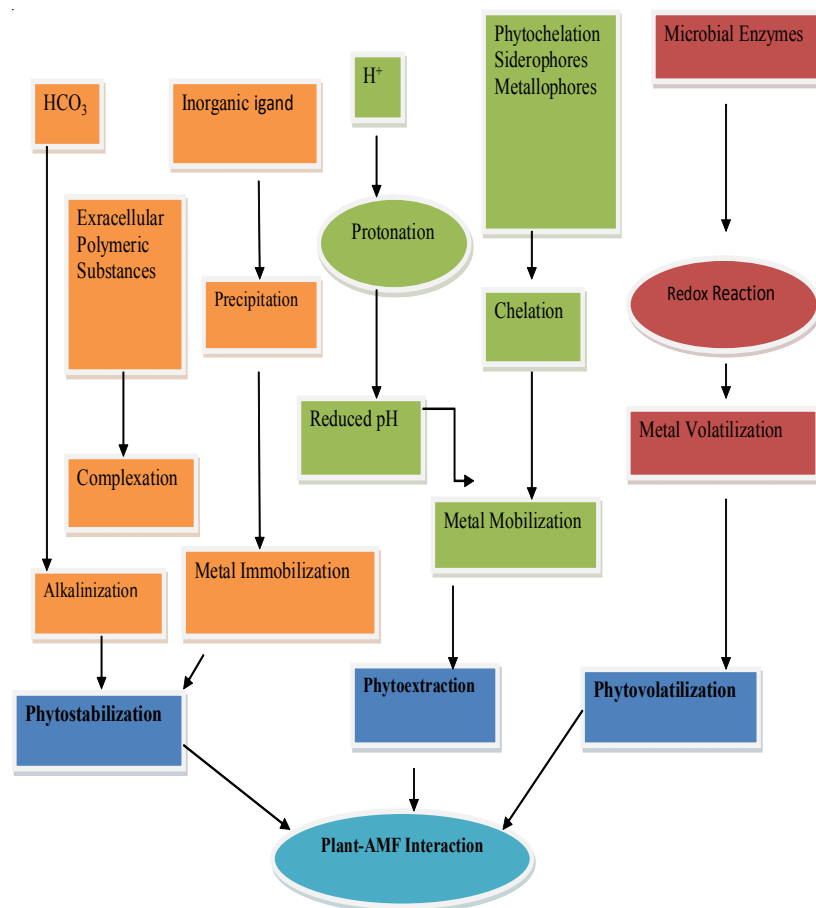 HCO3
Inorganic igand
H+
Phytochelation
Siderophores
Metallophores
Microbial Enzymes
Exracellular
Polymeric
Substances
Protonation
Precipitation
Chelation
Redox Reaction
Reduced pH
Metal Volatilization
Complexation
Metal Mobilization
Alkalinization
Metal Immobilization
Phytostabilization
Phytoextraction
Phytovolatilization
Plant-AMF Interaction